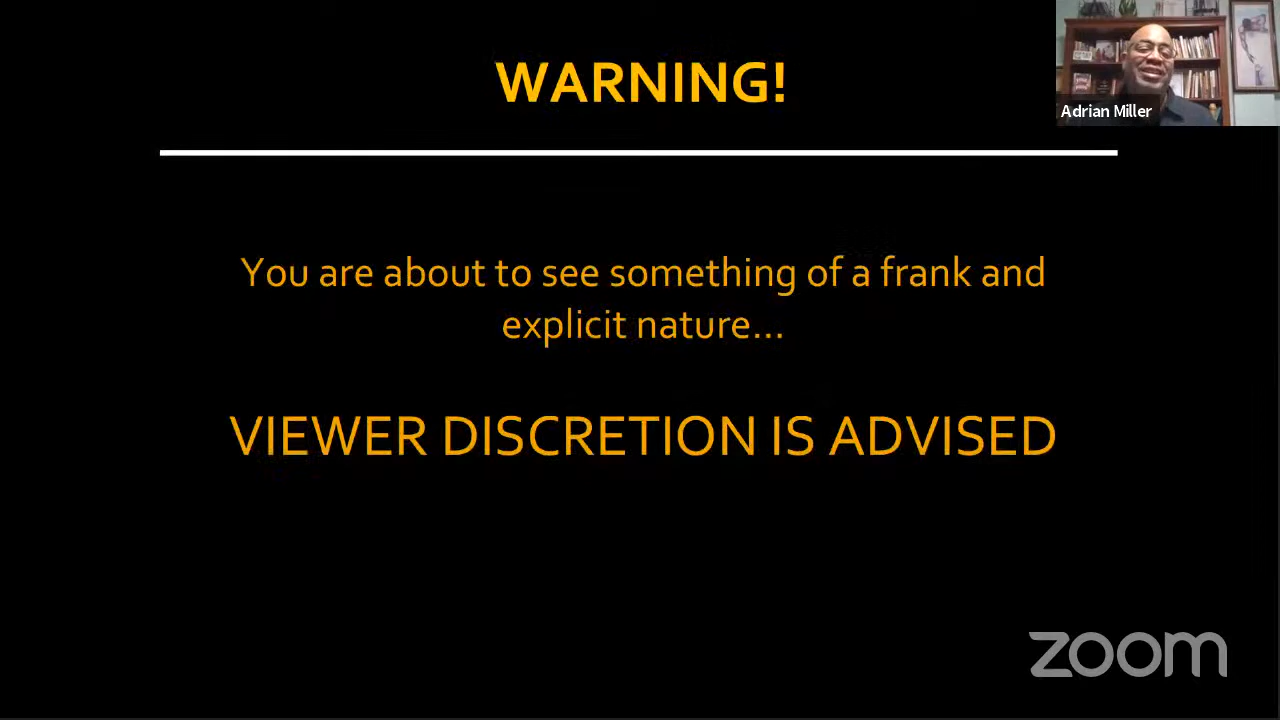 WARNING!
Adrian Miller
You are about to see something of a frank and
explicit nature...
VIEWER DISCRETION IS ADVISED
zoom